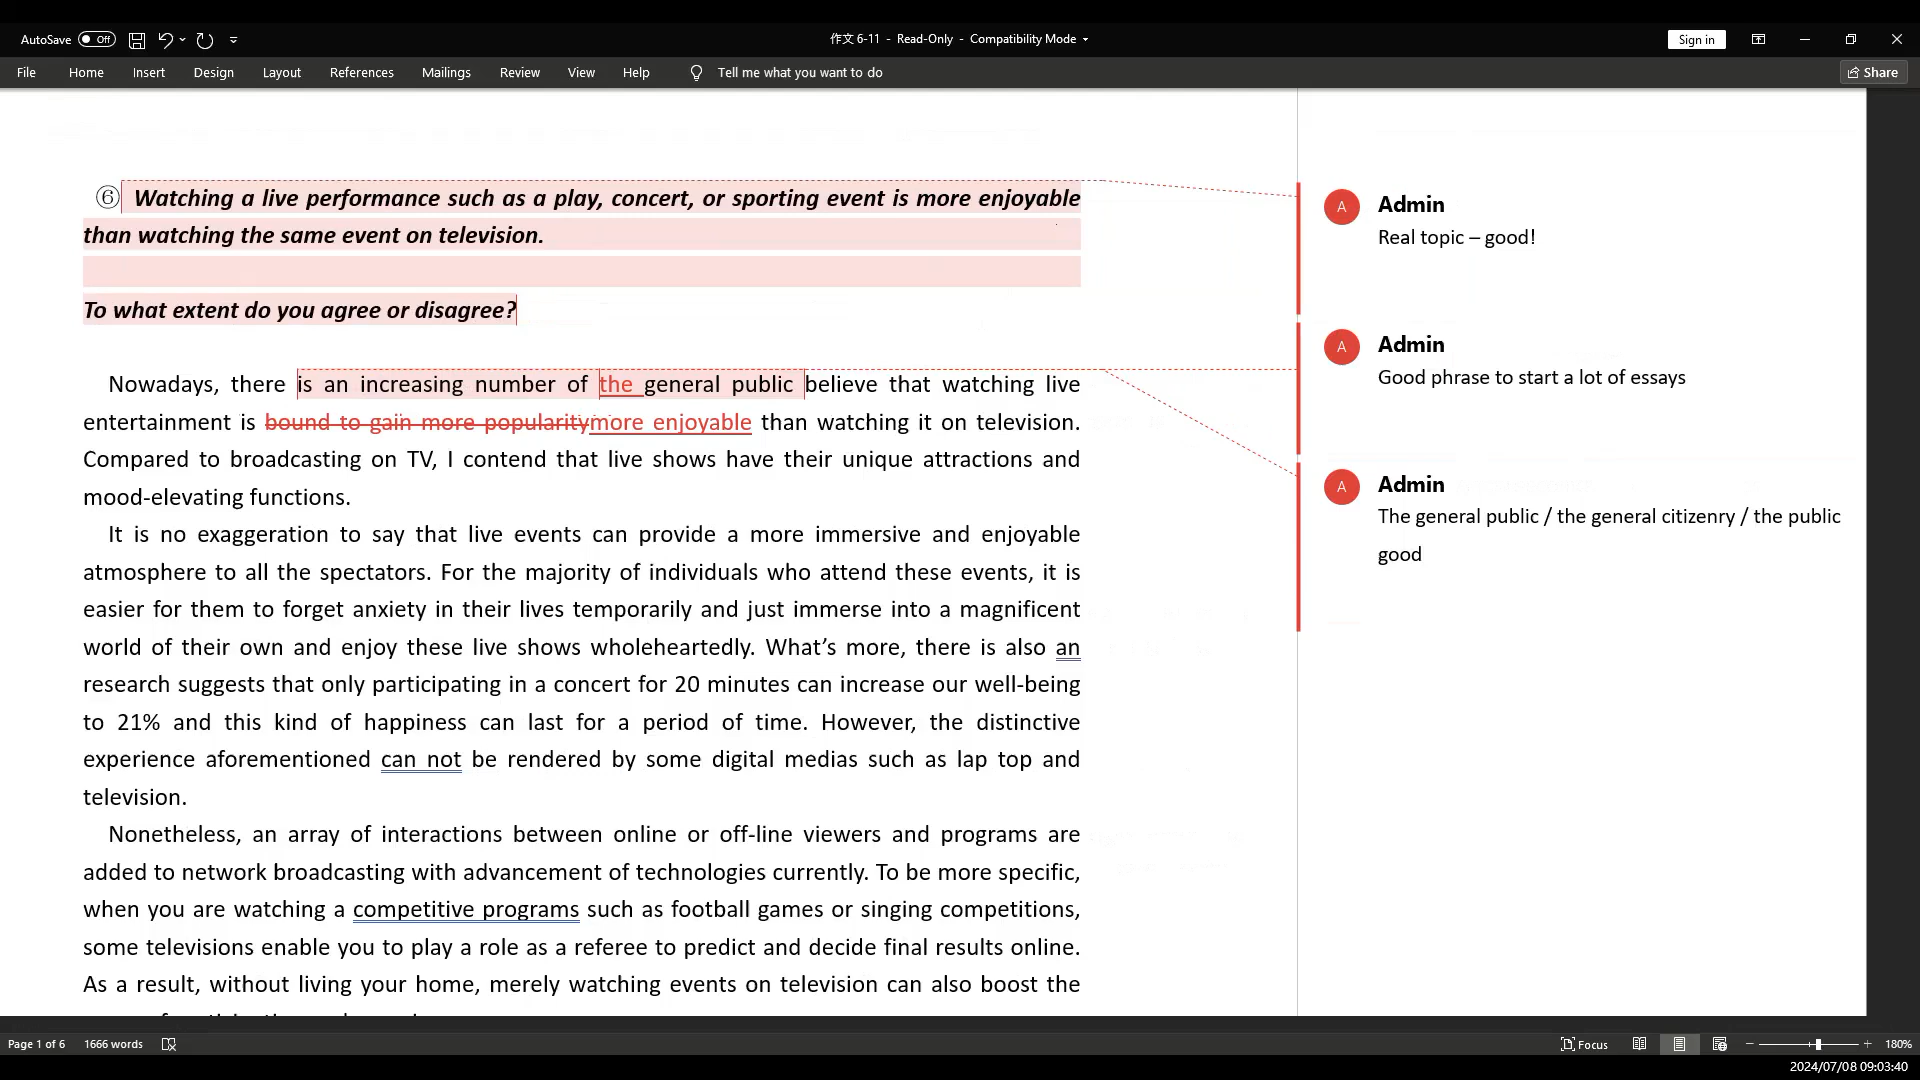 AutoSave Off 作文 6-11 - Read-Only - Compatibility Mode Sign in
File Home Insert Design Layout References Mailings Review View Help Tell me what you want to do Share
⑥ Watching a live performance such as a play, concert, or sporting event is more enjoyable
than watching the same event on television.
To what extent do you agree or disagree?
Nowadays, there is an increasing number of the general public believe that watching live
entertainment is bound to gain more popularitymore enjoyable than watching it on television.
Compared to broadcasting on TV, I contend that live shows have their unique attractions and
mood-elevating functions.
It is no exaggeration to say that live events can provide a more immersive and enjoyable
atmosphere to all the spectators. For the majority of individuals who attend these events, it is
easier for them to forget anxiety in their lives temporarily and just immerse into a magnificent
world of their own and enjoy these live shows wholeheartedly. What’s more, there is also an
research suggests that only participating in a concert for 20 minutes can increase our well-being
to 21% and this kind of happiness can last for a period of time. However, the distinctive
experience aforementioned can not be rendered by some digital medias such as lap top and
television.
Nonetheless, an array of interactions between online or off-line viewers and programs are
added to network broadcasting with advancement of technologies currently. To be more specific,
when you are watching a competitive programs such as football games or singing competitions,
some televisions enable you to play a role as a referee to predict and decide final results online.
As a result, without living your home, merely watching events on television can also boost the
A Admin
Real topic – good!
A Admin
Good phrase to start a lot of essays
A Admin
The general public / the general citizenry / the public
good
Page 1 of 6 1666 words Focus 180%
2024/07/08 09:03:40